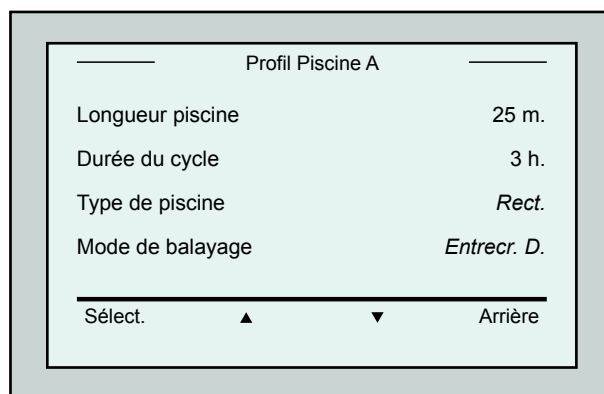 Profil Piscine A
Longueur piscine 25 m.
Durée du cycle 3 h.
Type de piscine Rect.
Mode de balayage Entrecr. D.
Sélect. ▲ ▼ Arrière